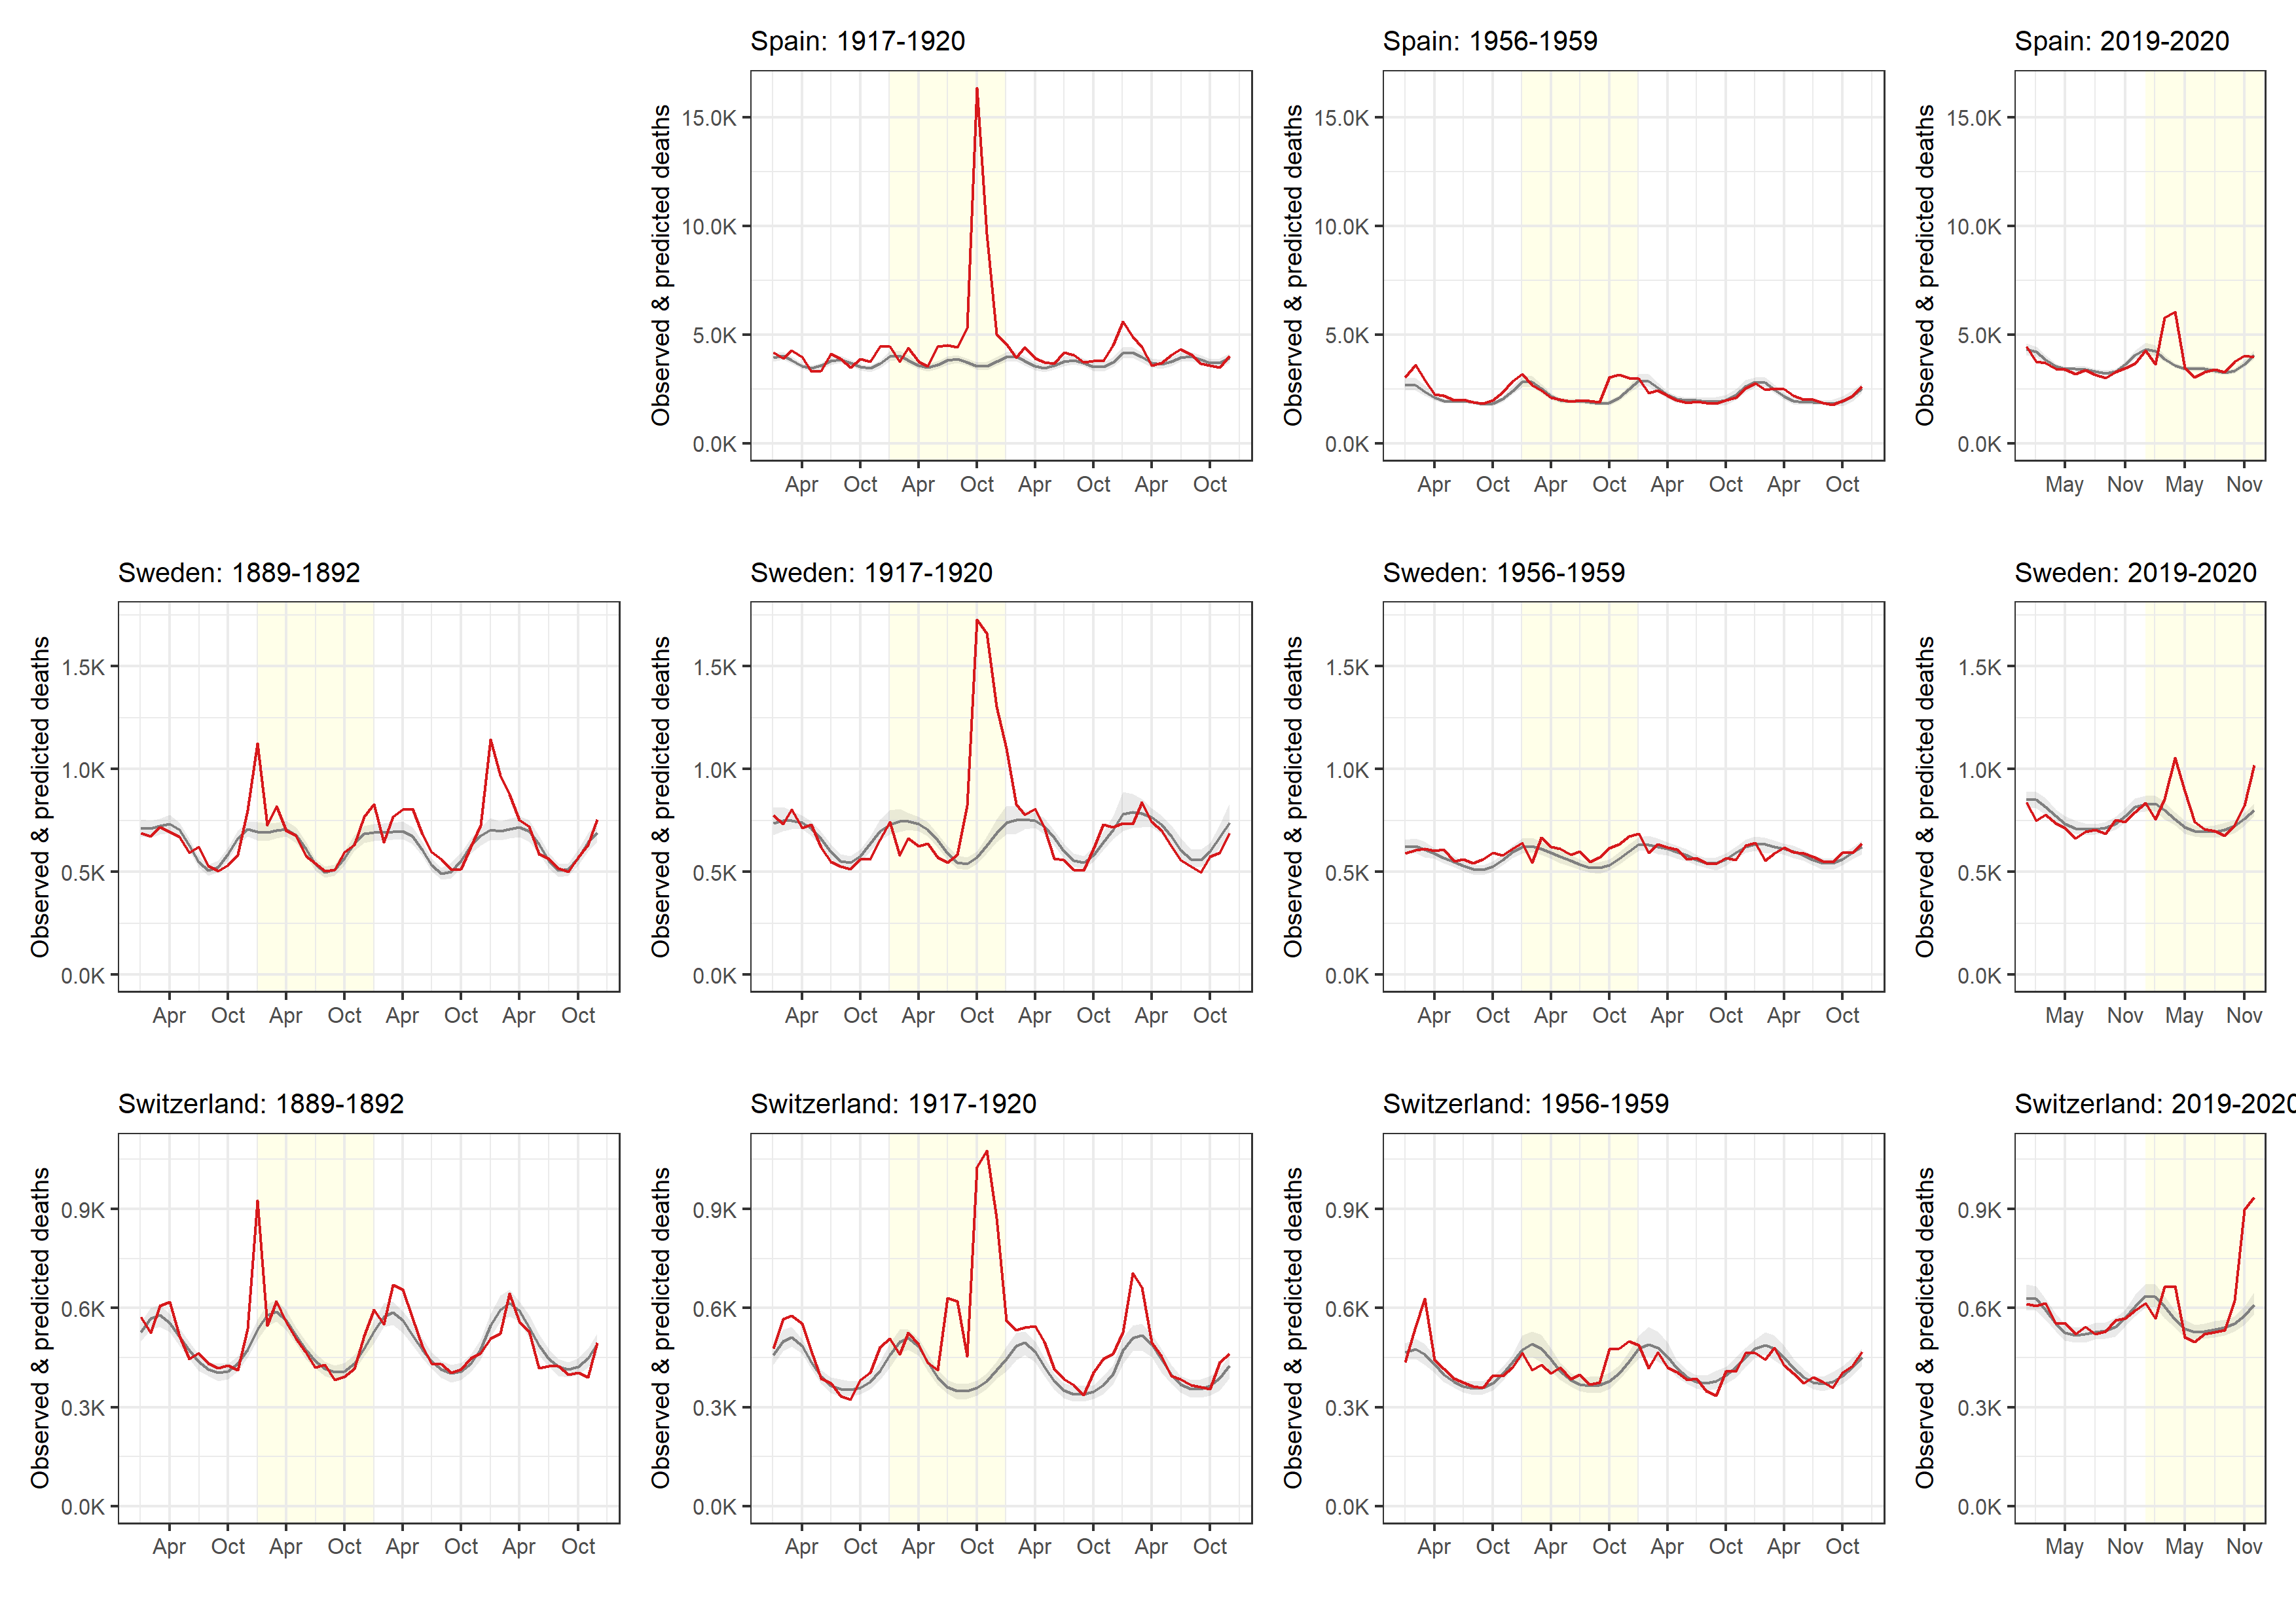 Spain: 1917-1920
Spain: 1956-1959
Spain: 2019-2020
Observed & predicted deaths
15.0K
10.0K
5.0K
0.0K
Apr Oct Apr Oct Apr Oct Apr Oct
Observed & predicted deaths
15.0K
10.0K
5.0K
0.0K
Apr Oct Apr Oct Apr Oct Apr Oct
Observed & predicted deaths
15.0K
10.0K
5.0K
0.0K
May Nov May Nov
Sweden: 1889-1892
Sweden: 1917-1920
Sweden: 1956-1959
Sweden: 2019-2020
Observed & predicted deaths
1.5K
1.0K
0.5K
0.0K
Apr Oct Apr Oct Apr Oct Apr Oct
Observed & predicted deaths
1.5K
1.0K
0.5K
0.0K
Apr Oct Apr Oct Apr Oct Apr Oct
Observed & predicted deaths
1.5K
1.0K
0.5K
0.0K
Apr Oct Apr Oct Apr Oct Apr Oct
Observed & predicted deaths
1.5K
1.0K
0.5K
0.0K
May Nov May Nov
Switzerland: 1889-1892
Switzerland: 1917-1920
Switzerland: 1956-1959
Switzerland: 2019-2020
Observed & predicted deaths
0.9K
0.6K
0.3K
0.0K
Apr Oct Apr Oct Apr Oct Apr Oct
Observed & predicted deaths
0.9K
0.6K
0.3K
0.0K
Apr Oct Apr Oct Apr Oct Apr Oct
Observed & predicted deaths
0.9K
0.6K
0.3K
0.0K
Apr Oct Apr Oct Apr Oct Apr Oct
Observed & predicted deaths
0.9K
0.6K
0.3K
0.0K
May Nov May Nov